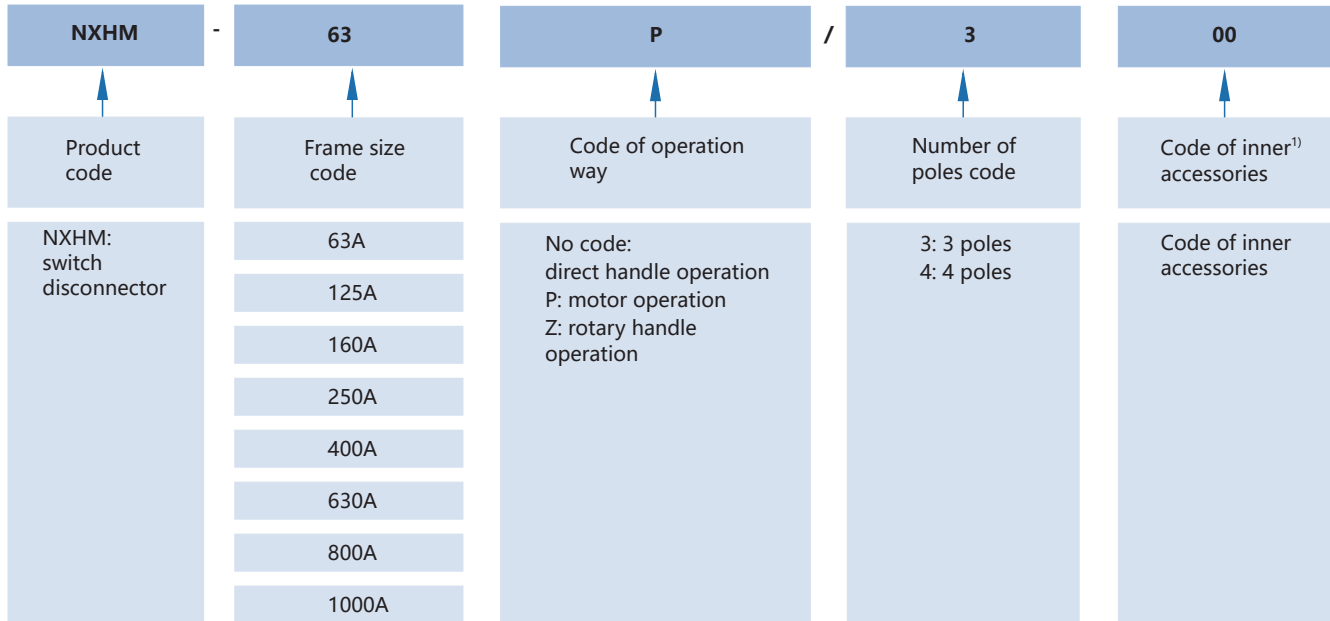 NXHM - 63 P / 3 00
Product
code
Frame size
code
Code of operation
way
Number of
poles code
Code of inner1)
accessories
NXHM:
switch
disconnector
63A
125A
160A
250A
400A
630A
800A
1000A
No code:
direct handle operation
P: motor operation
Z: rotary handle
operation
3: 3 poles
4: 4 poles
Code of inner
accessories